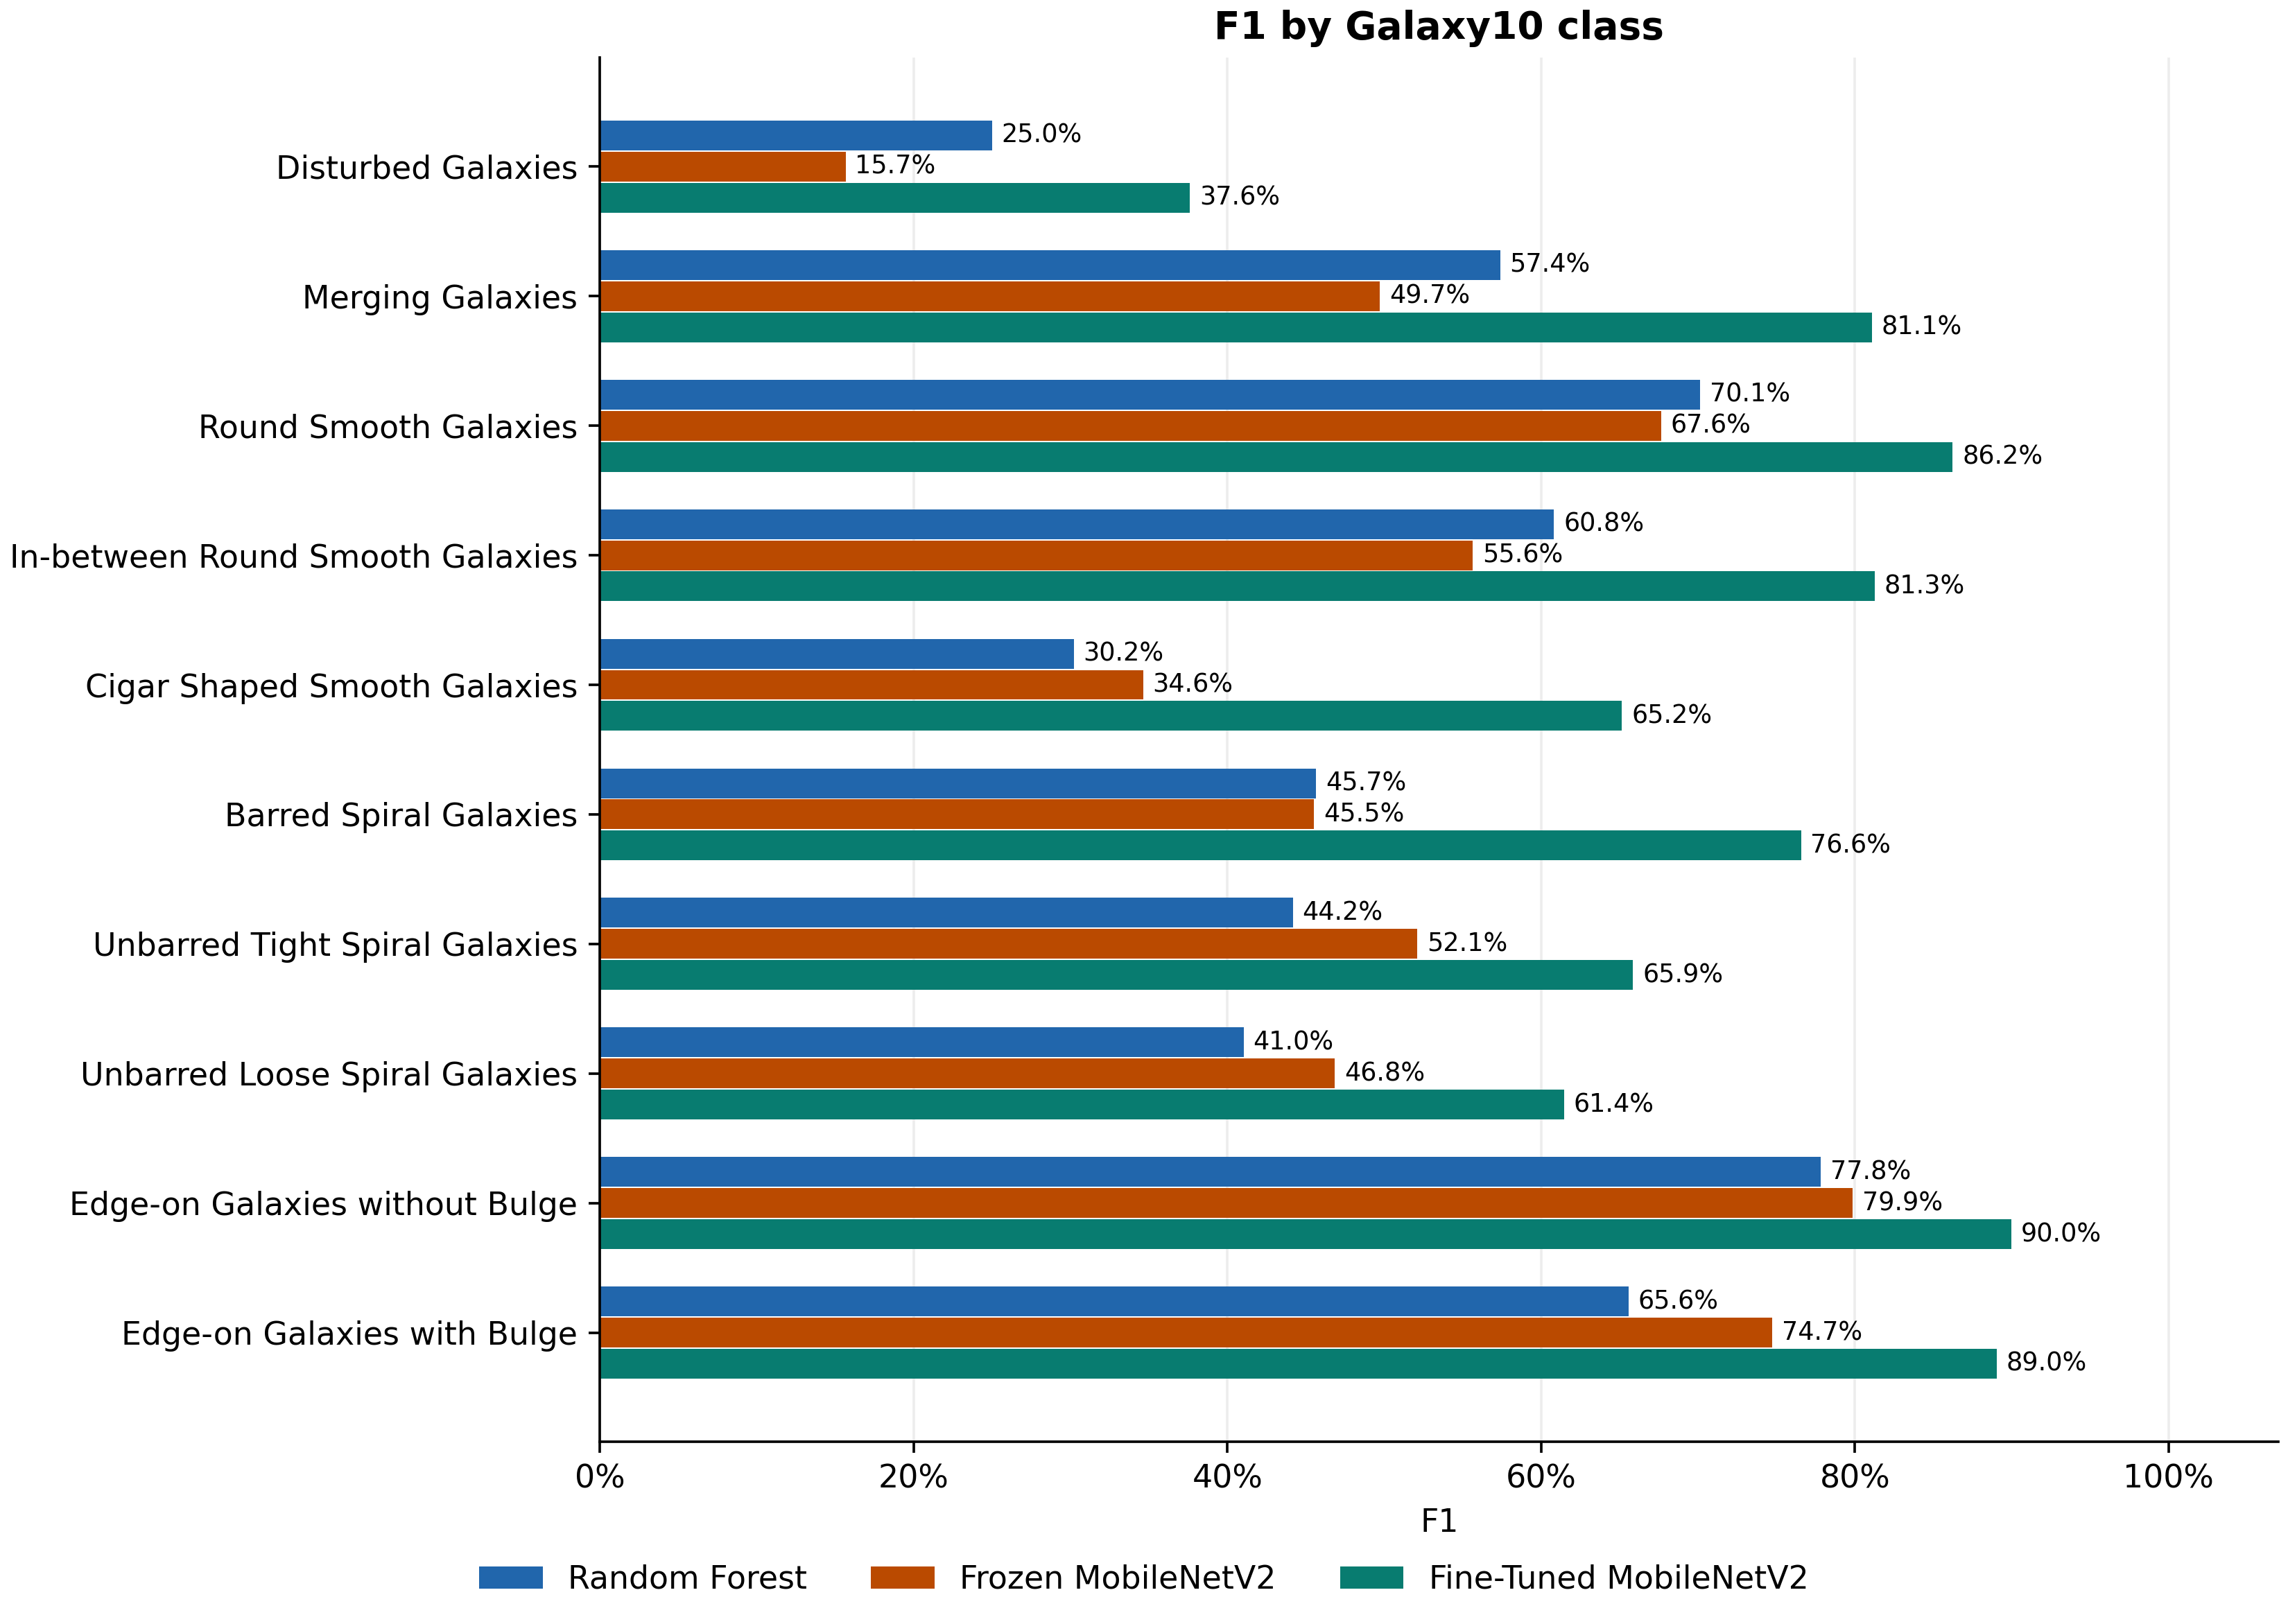 F1 by Galaxy10 class
Disturbed Galaxies
25.0%
15.7%
37.6%
Merging Galaxies
57.4%
49.7%
81.1%
Round Smooth Galaxies
70.1%
67.6%
86.2%
In-between Round Smooth Galaxies
60.8%
55.6%
81.3%
Cigar Shaped Smooth Galaxies
30.2%
34.6%
65.2%
Barred Spiral Galaxies
45.7%
45.5%
76.6%
Unbarred Tight Spiral Galaxies
44.2%
52.1%
65.9%
Unbarred Loose Spiral Galaxies
41.0%
46.8%
61.4%
Edge-on Galaxies without Bulge
77.8%
79.9%
90.0%
Edge-on Galaxies with Bulge
65.6%
74.7%
89.0%
0% 20% 40% 60% 80% 100%
F1
Random Forest Frozen MobileNetV2 Fine-Tuned MobileNetV2